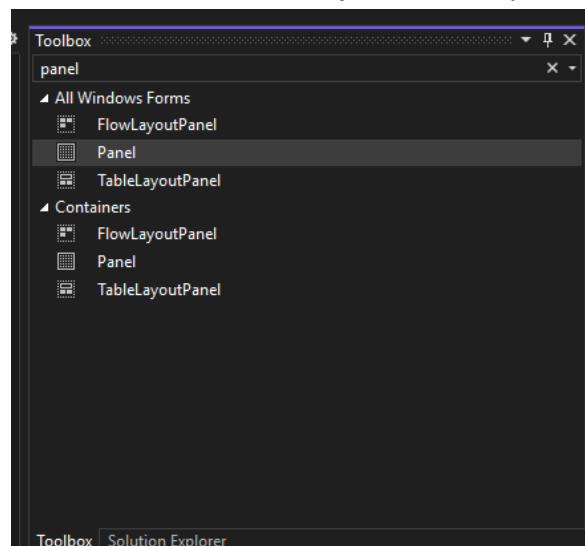 Toolbox
panel
All Windows Forms
FlowLayoutPanel
Panel
TableLayoutPanel
Containers
FlowLayoutPanel
Panel
TableLayoutPanel
Toolbox Solution Explorer